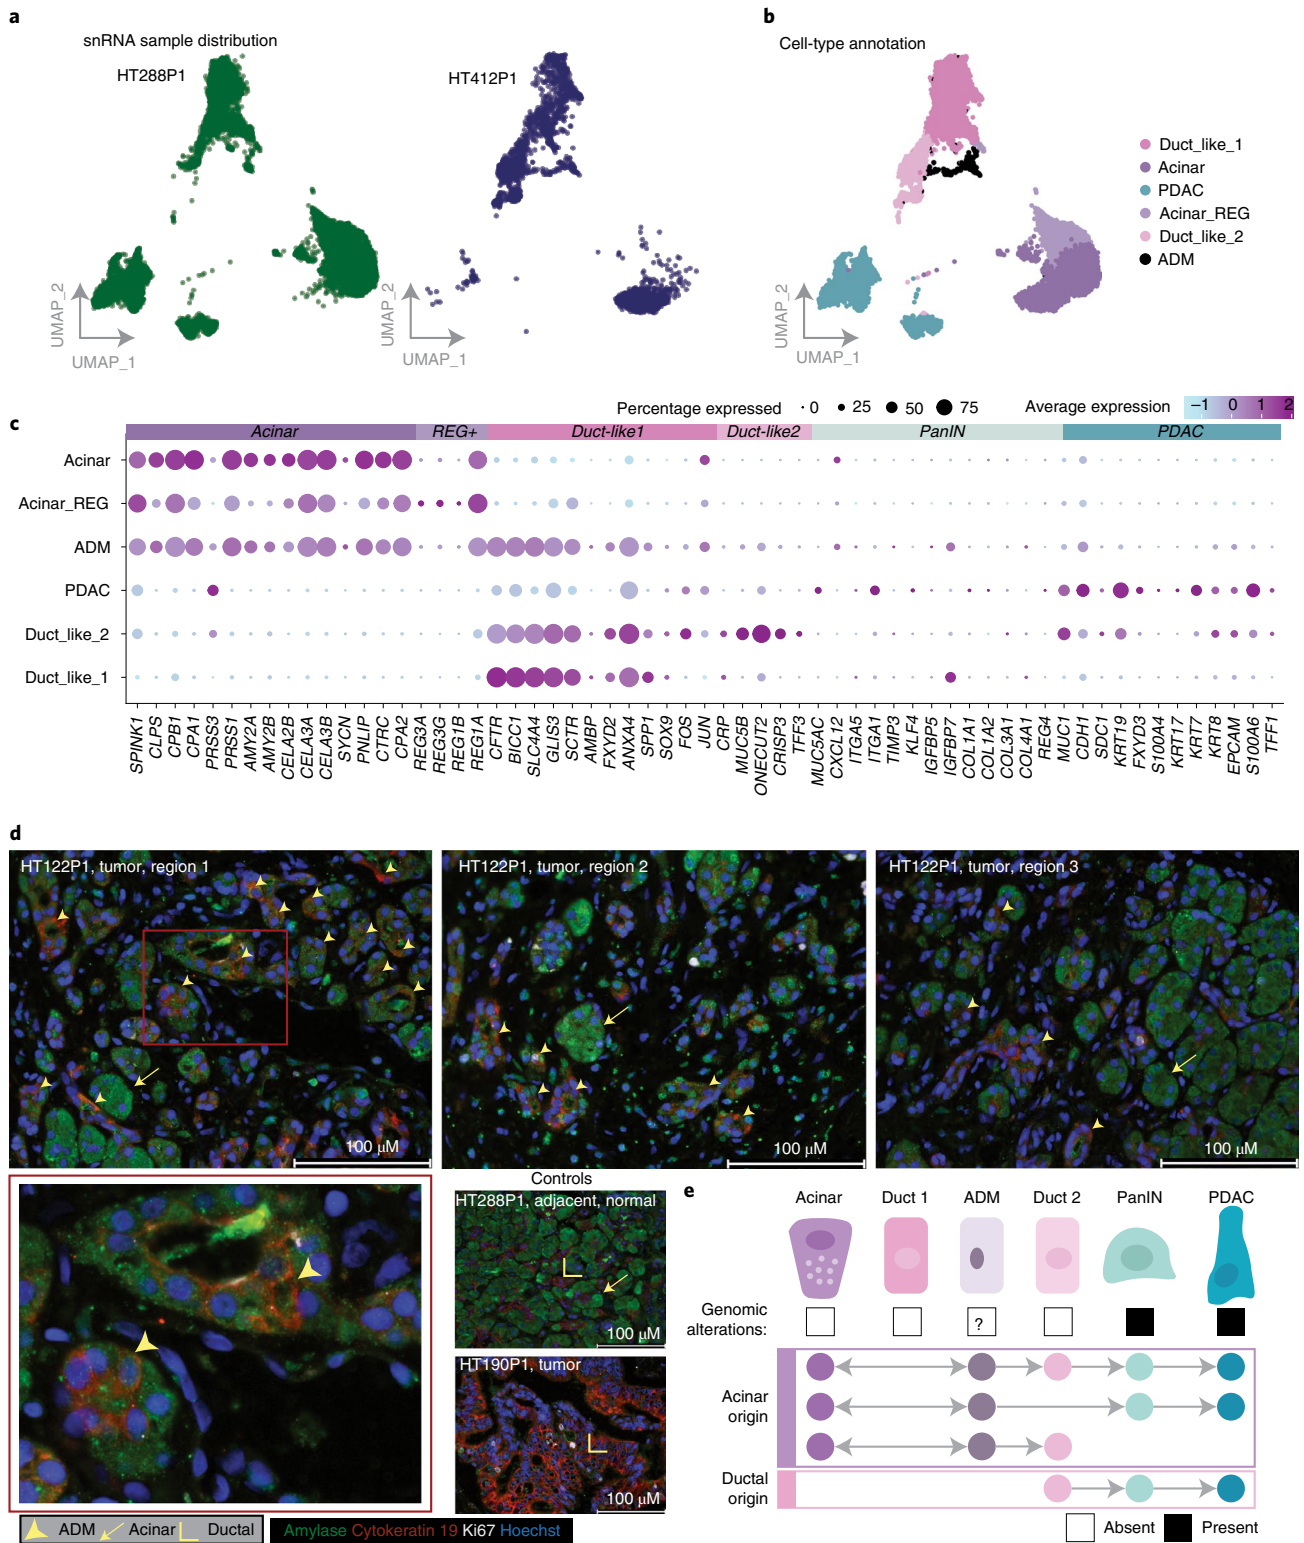 a
snRNA sample distribution
HT288P1
HT412P1
UMAP_2
UMAP_1
UMAP_2
UMAP_1
b
Cell-type annotation
Duct_like_1
Acinar
PDAC
Acinar_REG
Duct_like_2
ADM
UMAP_2
UMAP_1
c
Percentage expressed 0 25 50 75
Average expression −1 0 1 2
Acinar REG+ Duct-like1 Duct-like2 PanIN PDAC
Acinar
Acinar_REG
ADM
PDAC
Duct_like_2
Duct_like_1
SPINK1 CLPS CPB1 CPA1 PRSS3 PRSS1 AMY2A AMY2B CELA2B CELA3A CELA3B SYCN PNLIP CTRC CPA2 REG3A REG3G REG1B REG1A CFTR BICC1 SLC4A4 GLIS3 SCTR AMBP FXYD2 ANXA4 SPP1 SOX9 FOS JUN CRP MUC5B ONECUT2 CRISP3 TFF3 MUC5AC CXCL12 ITGA5 ITGA1 TIMP3 KLF4 IGFBP5 IGFBP7 COL1A1 COL1A2 COL3A1 COL4A1 REG4 MUC1 CDH1 SDC1 KRT19 FXYD3 S100A4 KRT17 KRT7 KRT8 EPCAM S100A6 TFF1
d
HT122P1, tumor, region 1
100 µM
HT122P1, tumor, region 2
100 µM
HT122P1, tumor, region 3
100 µM
Controls
HT288P1, adjacent, normal
100 µM
HT190P1, tumor
100 µM
ADM Acinar Ductal
Amylase Cytokeratin 19 Ki67 Hoechst
e
Acinar Duct 1 ADM Duct 2 PanIN PDAC
Genomic
alterations:
?
Acinar
origin
Ductal
origin
Absent Present